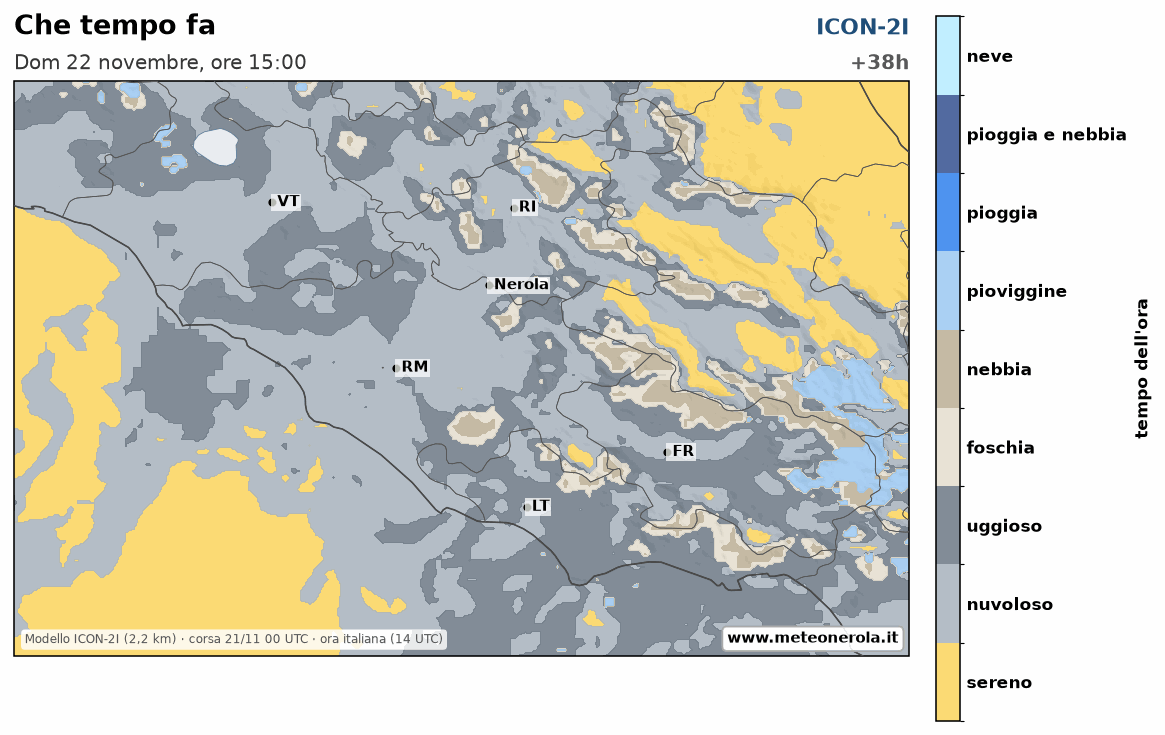 Che tempo fa
ICON-2I
Dom 22 novembre, ore 15:00
+38h
VT
RI
Nerola
RM
FR
LT
Modello ICON-2I (2,2 km) · corsa 21/11 00 UTC · ora italiana (14 UTC)
www.meteonerola.it
neve
pioggia e nebbia
pioggia
pioviggine
nebbia
foschia
uggioso
nuvoloso
sereno
tempo dell'ora